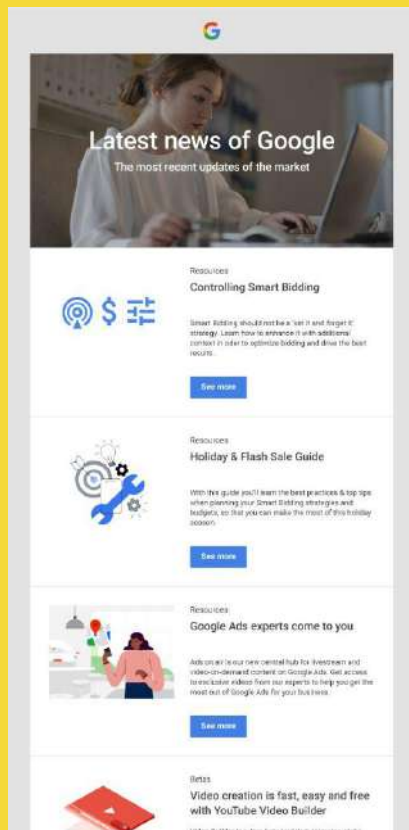 Latest news of Google
The most recent updates of the market
Resources
Controlling Smart Bidding
Smart Bidding should not be a 'set it and forget it'
strategy. Learn how to enhance it with additional
context in order to optimize bidding and drive the best
results.
See more
Resources
Holiday & Flash Sale Guide
With this guide you'll learn the best practices & top tips
when planning your Smart Bidding strategies and
budgets, so that you can make the most of this holiday
season.
See more
Resources
Google Ads experts come to you
Ads on air is our new central hub for livestream and
video-on-demand content on Google Ads. Get access
to exclusive videos from our experts to help you get the
most out of Google Ads for your business.
See more
Betas
Video creation is fast, easy and free
with YouTube Video Builder